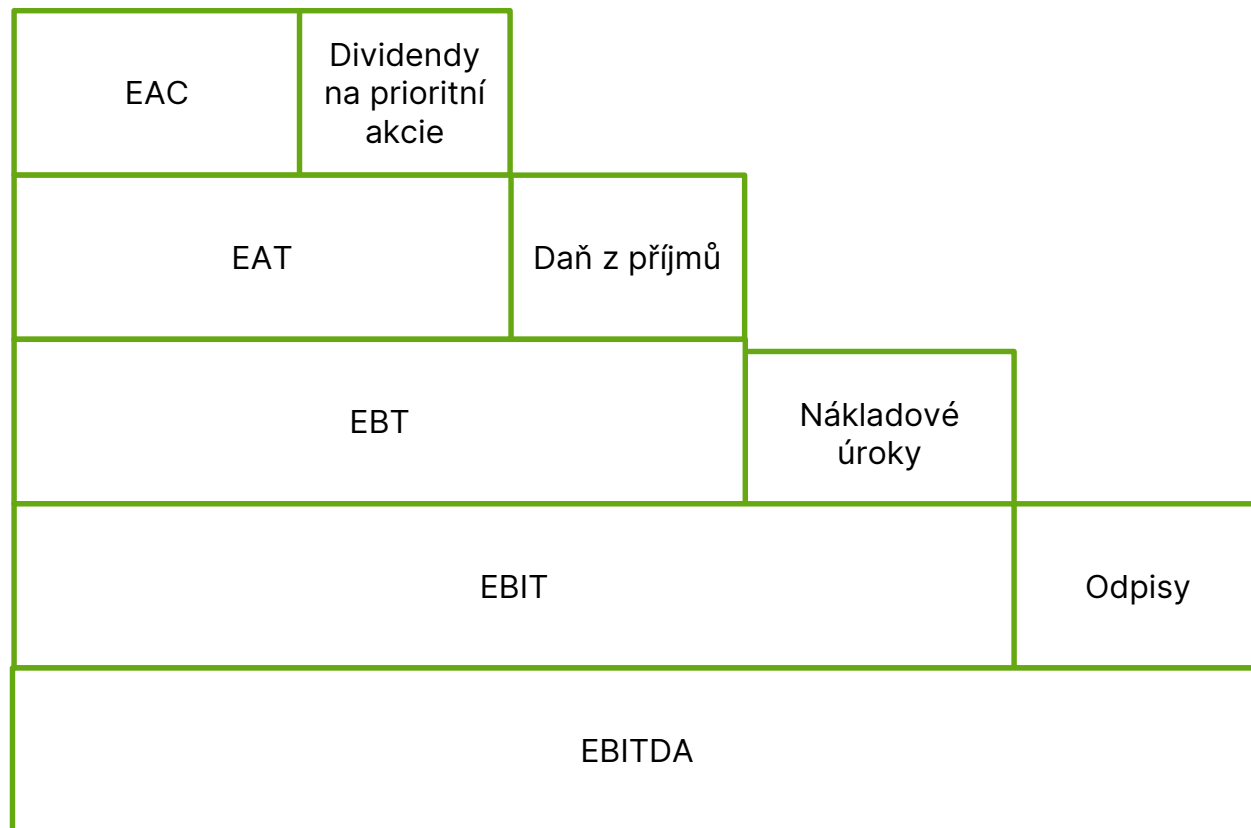 EAC
Dividendy
na prioritní
akcie
EAT
Daň z příjmů
EBT
Nákladové
úroky
EBIT
Odpisy
EBITDA